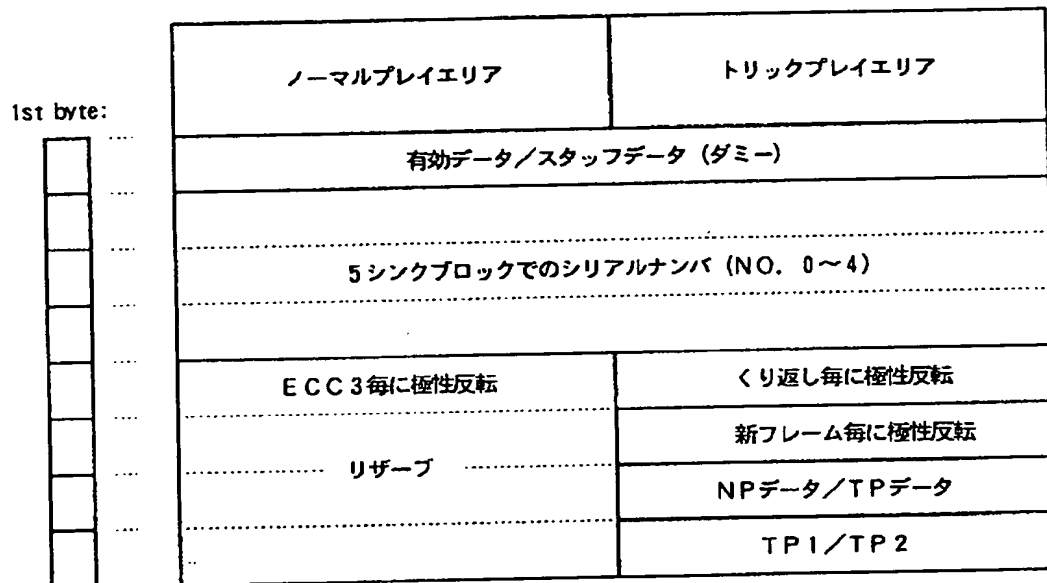 ノーマルプレイエリア
トリックプレイエリア
1st byte:
有効データ／スタッフデータ（ダミー）
5シンクブロックでのシリアルナンバ（NO. 0～4）
ECC3毎に極性反転
くり返し毎に極性反転
新フレーム毎に極性反転
リザーブ
NPデータ／TPデータ
TP1／TP2